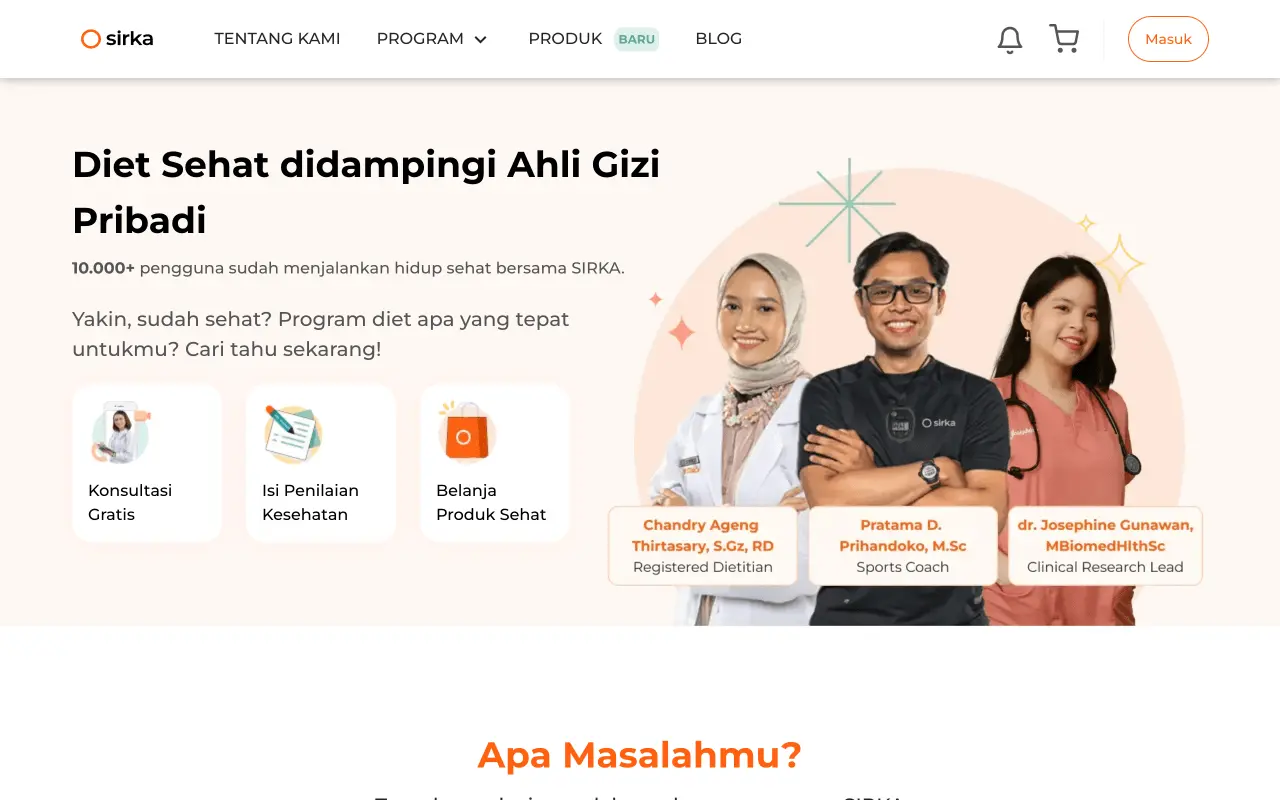 sirka
TENTANG KAMI
PROGRAM
PRODUK BARU
BLOG
Masuk
Diet Sehat didampingi Ahli Gizi
Pribadi
10.000+ pengguna sudah menjalankan hidup sehat bersama SIRKA.
Yakin, sudah sehat? Program diet apa yang tepat
untukmu? Cari tahu sekarang!
Konsultasi
Gratis
Isi Penilaian
Kesehatan
Belanja
Produk Sehat
sirka
Chandry Ageng
Thirtasary, S.Gz, RD
Registered Dietitian
Pratama D.
Prihandoko, M.Sc
Sports Coach
dr. Josephine Gunawan,
MBiomedHlthSc
Clinical Research Lead
Apa Masalahmu?
SIRKA